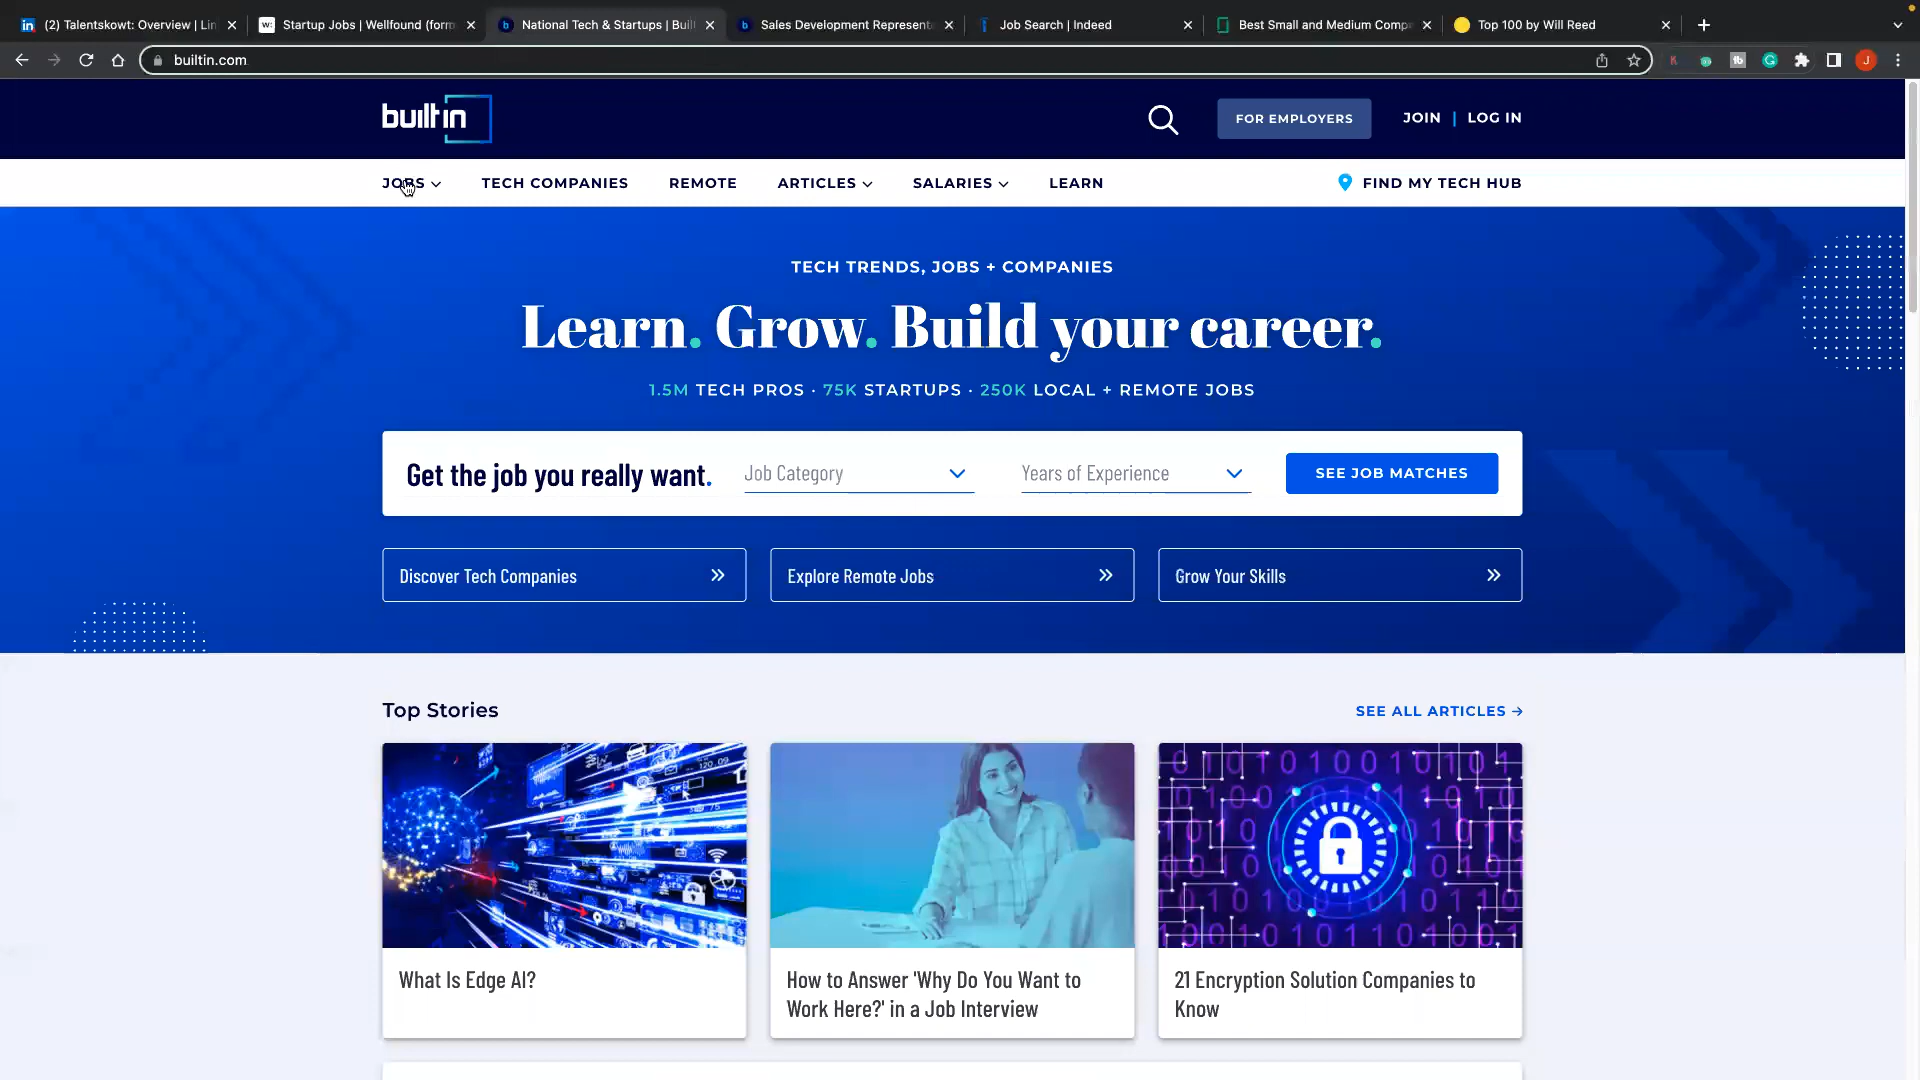 (2) Talentskowt: Overview | Lin
Startup Jobs | Wellfound (form
National Tech & Startups | Buil
Sales Development Represent
Job Search | Indeed
Best Small and Medium Comp
Top 100 by Will Reed
builtin.com
builtin
FOR EMPLOYERS
JOIN | LOG IN
JOBS
TECH COMPANIES
REMOTE
ARTICLES
SALARIES
LEARN
FIND MY TECH HUB
TECH TRENDS, JOBS + COMPANIES
Learn. Grow. Build your career.
1.5M TECH PROS · 75K STARTUPS · 250K LOCAL + REMOTE JOBS
Get the job you really want.
Job Category
Years of Experience
SEE JOB MATCHES
Discover Tech Companies
Explore Remote Jobs
Grow Your Skills
Top Stories
SEE ALL ARTICLES →
What Is Edge AI?
How to Answer 'Why Do You Want to
Work Here?' in a Job Interview
21 Encryption Solution Companies to
Know